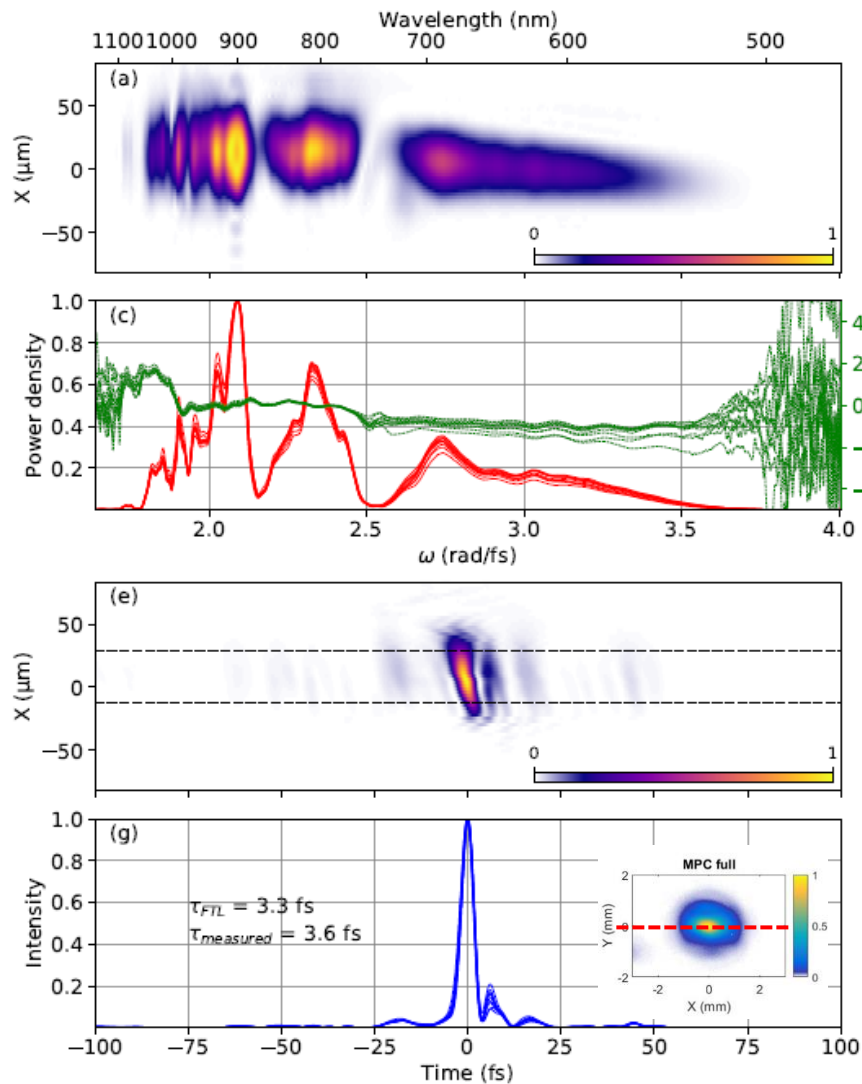 Wavelength (nm)
1100 1000 900 800 700 600 500
(a)
X (μm)
50
0
−50
0 1
(c)
Power density
1.0
0.8
0.6
0.4
0.2
4
2
0
2.0 2.5 3.0 3.5 4.0
ω (rad/fs)
(e)
X (μm)
50
0
−50
0 1
(g)
Intensity
1.0
0.8
0.6
0.4
0.2
τFTL = 3.3 fs
τmeasured = 3.6 fs
MPC full
Y (mm)
2
0
-2
1
0.5
0
-2 0 2
X (mm)
−100 −75 −50 −25 0 25 50 75 100
Time (fs)